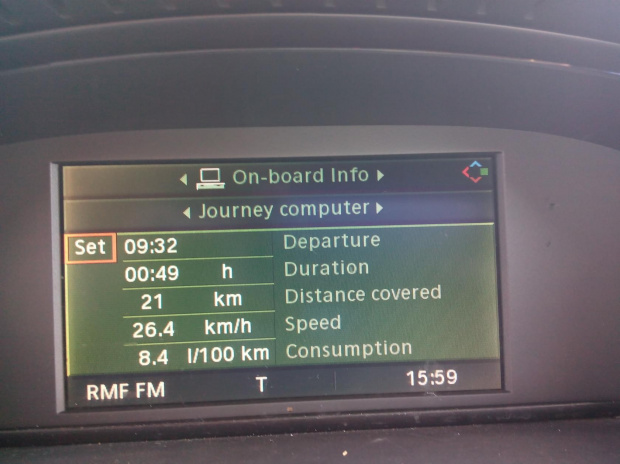 On-board Info
Journey computer
Set 09:32 Departure
00:49 h Duration
21 km Distance covered
26.4 km/h Speed
8.4 l/100 km Consumption
RMF FM T 15:59